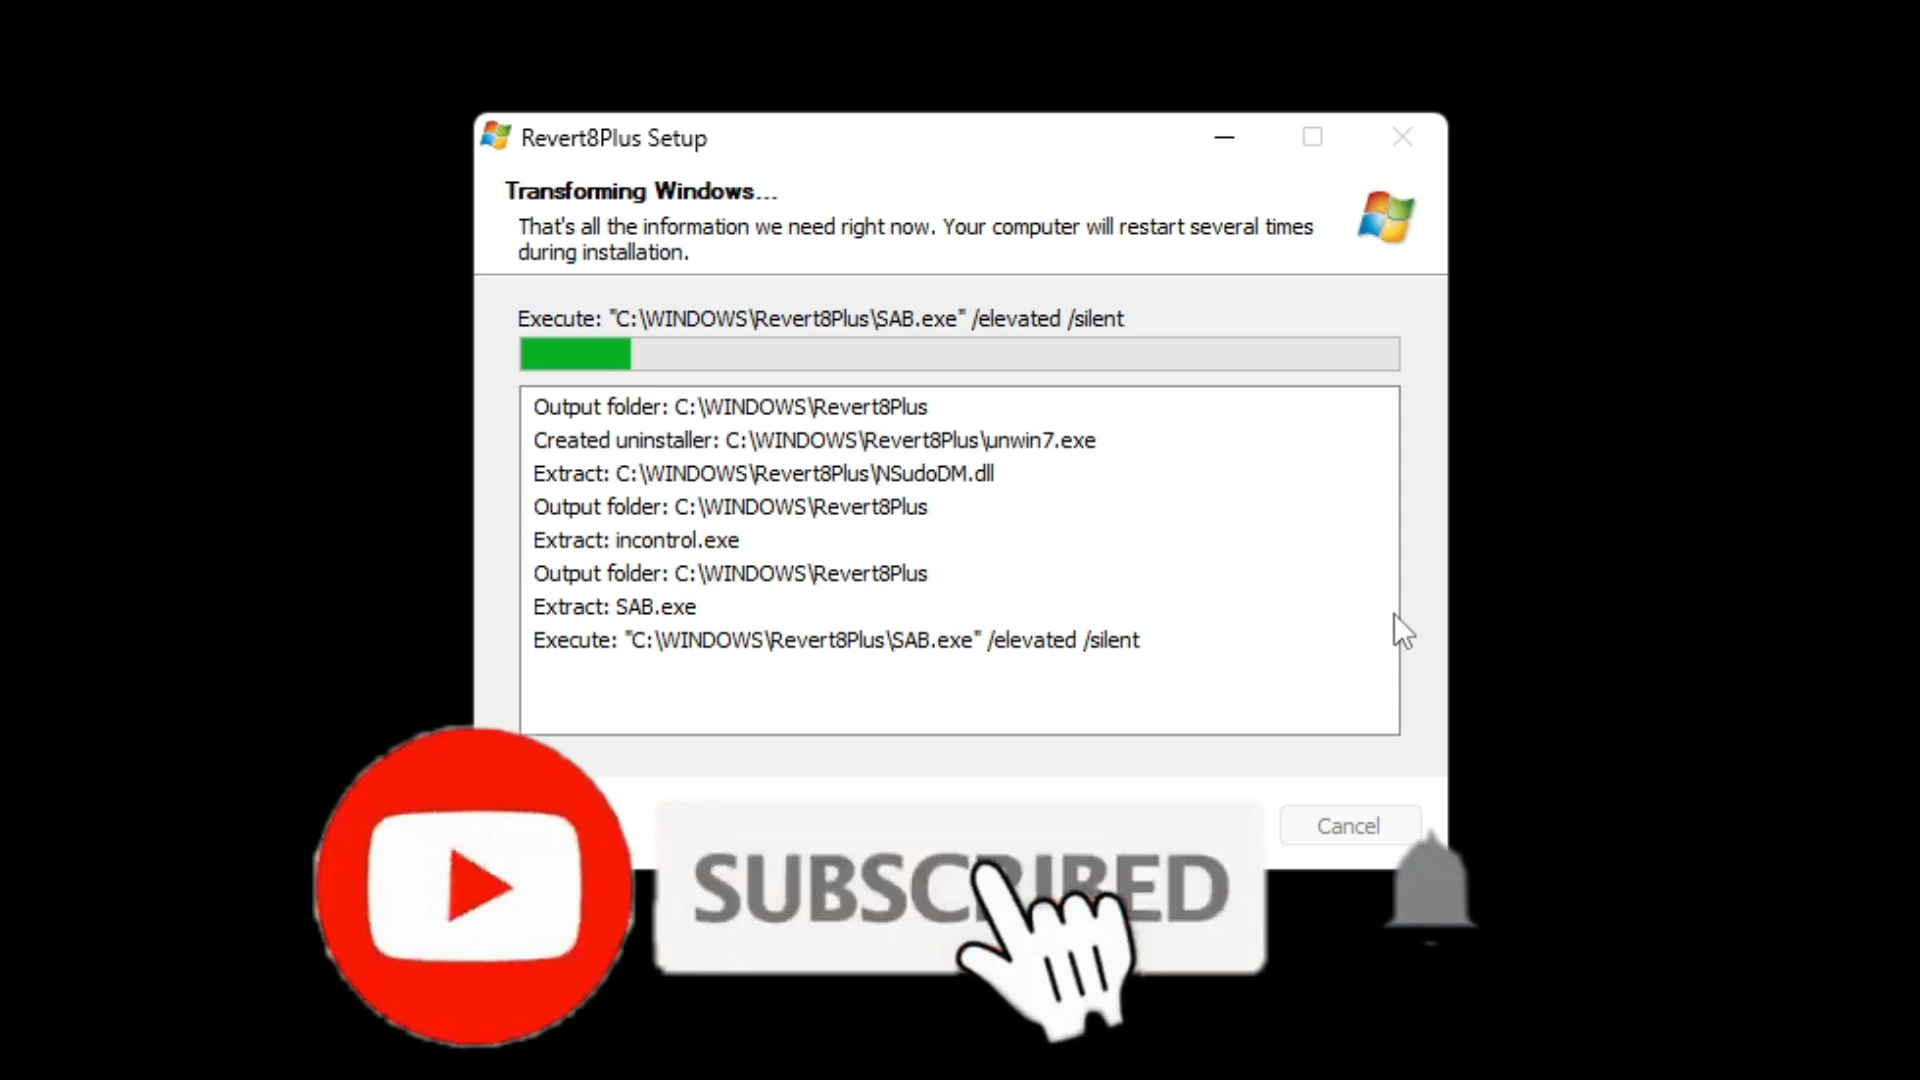 Revert8Plus Setup
Transforming Windows...
That's all the information we need right now. Your computer will restart several times
during installation.
Execute: "C:\WINDOWS\Revert8Plus\SAB.exe" /elevated /silent
Output folder: C:\WINDOWS\Revert8Plus
Created uninstaller: C:\WINDOWS\Revert8Plus\unwin7.exe
Extract: C:\WINDOWS\Revert8Plus\NSudoDM.dll
Output folder: C:\WINDOWS\Revert8Plus
Extract: incontrol.exe
Output folder: C:\WINDOWS\Revert8Plus
Extract: SAB.exe
Execute: "C:\WINDOWS\Revert8Plus\SAB.exe" /elevated /silent
Cancel
SUBSCRIBED